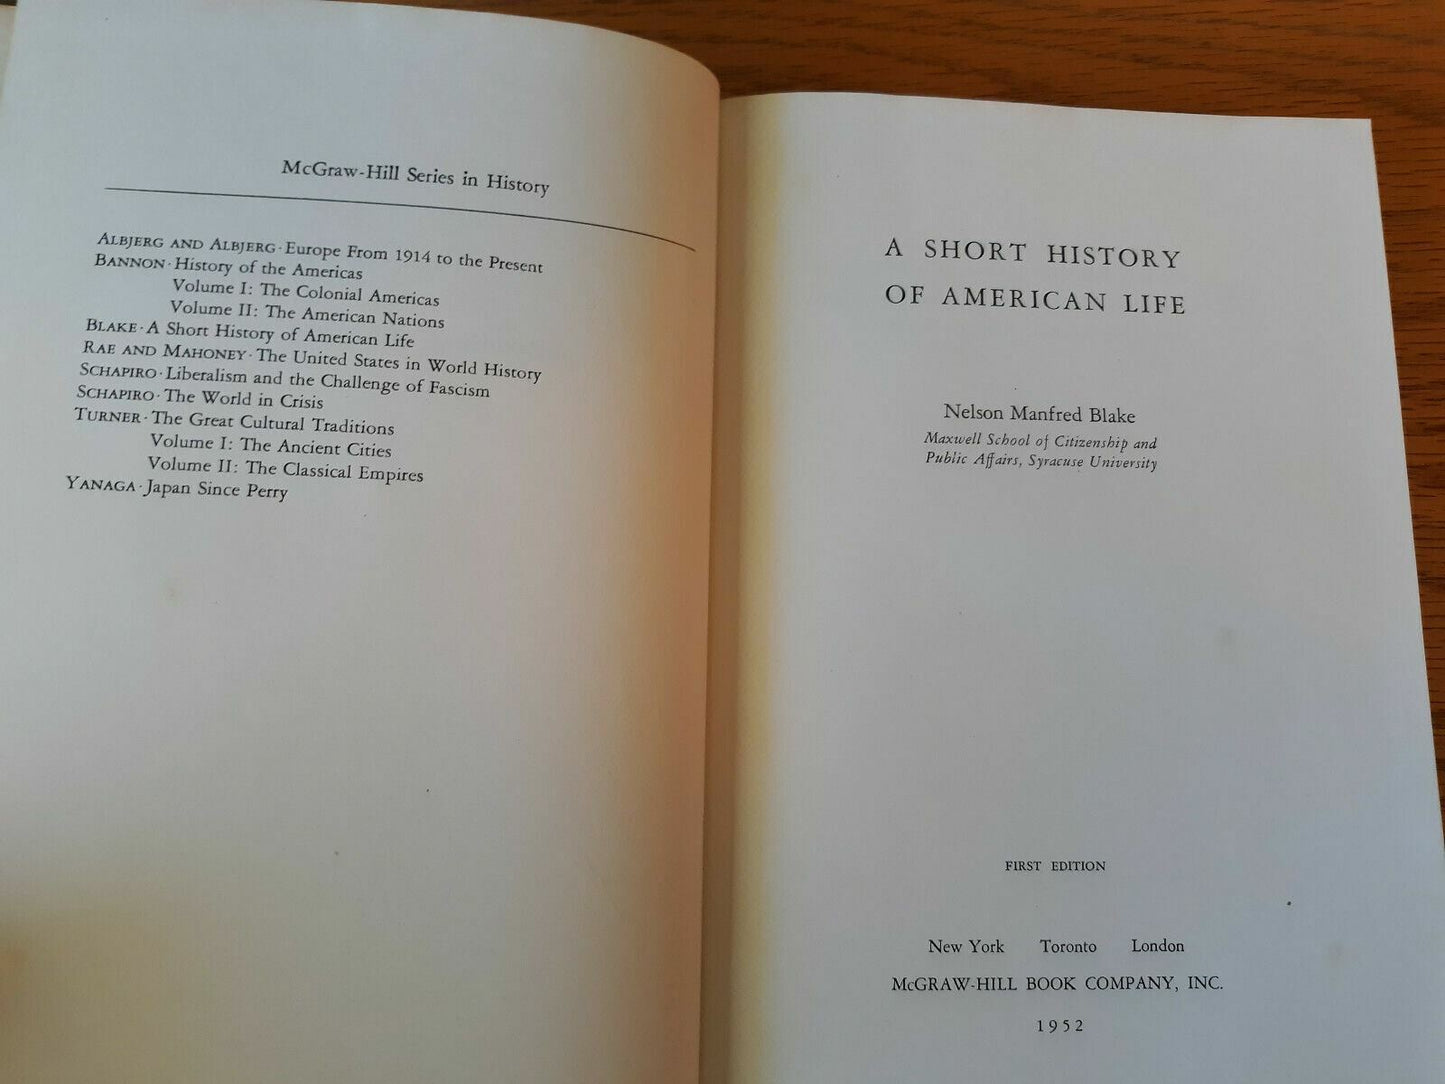 McGraw-Hill Series in History
ALBJERG AND ALBJERG · Europe From 1914 to the Present
BANNON · History of the Americas
Volume I: The Colonial Americas
Volume II: The American Nations
BLAKE · A Short History of American Life
RAE AND MAHONEY · The United States in World History
SCHAPIRO · Liberalism and the Challenge of Fascism
SCHAPIRO · The World in Crisis
TURNER · The Great Cultural Traditions
Volume I: The Ancient Cities
Volume II: The Classical Empires
YANAGA · Japan Since Perry
A SHORT HISTORY
OF AMERICAN LIFE
Nelson Manfred Blake
Maxwell School of Citizenship and
Public Affairs, Syracuse University
FIRST EDITION
New York Toronto London
McGRAW-HILL BOOK COMPANY, INC.
1952